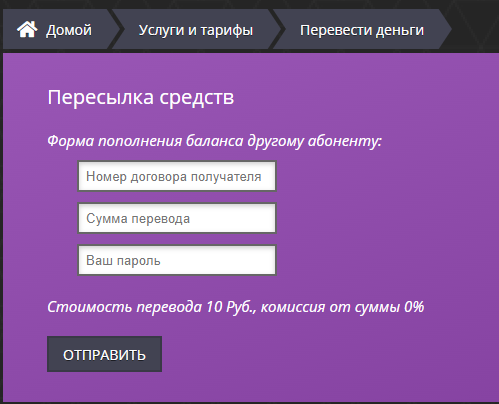 Домой Услуги и тарифы Перевести деньги
Пересылка средств
Форма пополнения баланса другому абоненту:
Номер договора получателя
Сумма перевода
Ваш пароль
Стоимость перевода 10 Руб., комиссия от суммы 0%
ОТПРАВИТЬ